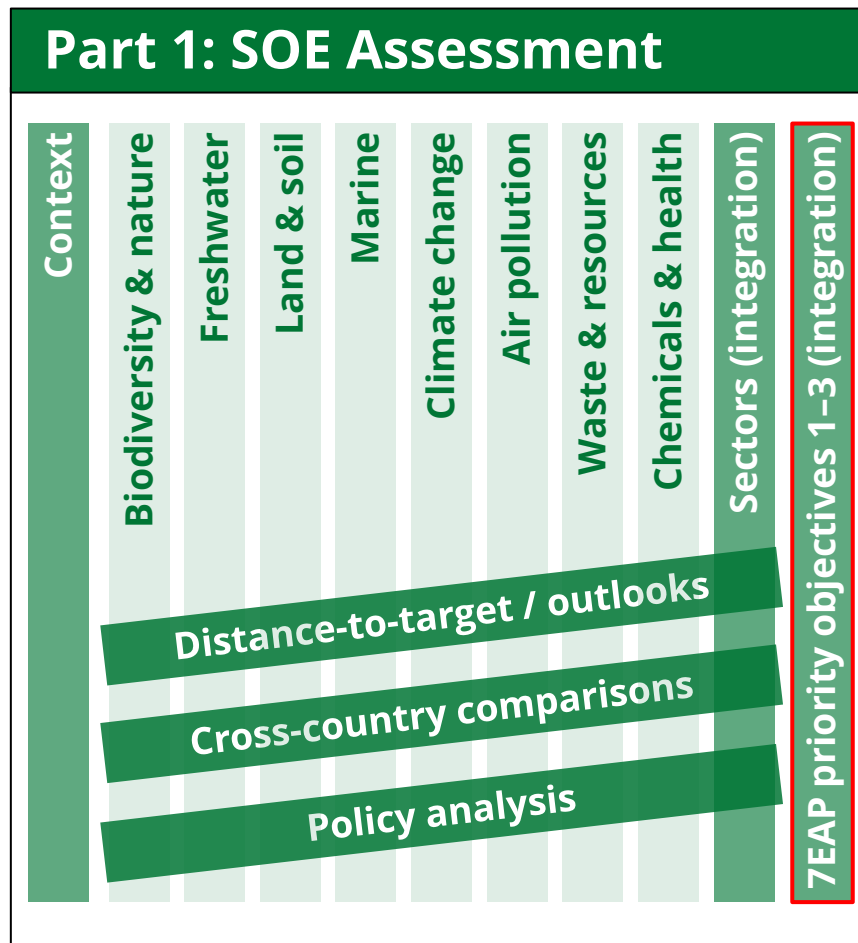 Part 1: SOE Assessment
Context
Biodiversity & nature
Freshwater
Land & soil
Marine
Climate change
Air pollution
Waste & resources
Chemicals & health
Sectors (integration)
7EAP priority objectives 1–3 (integration)
Distance-to-target / outlooks
Cross-country comparisons
Policy analysis